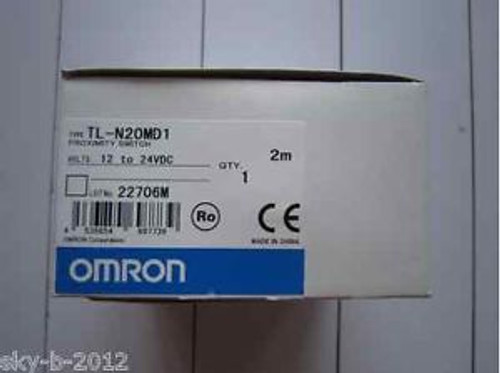 TYPE TL-N20MD1
PROXIMITY SWITCH
VOLTS 12 to 24VDC
QTY. 1
2m
LOT No. 22706M
Ro
CE
OMRON Corporation
MADE IN CHINA
OMRON
sky-b-2012